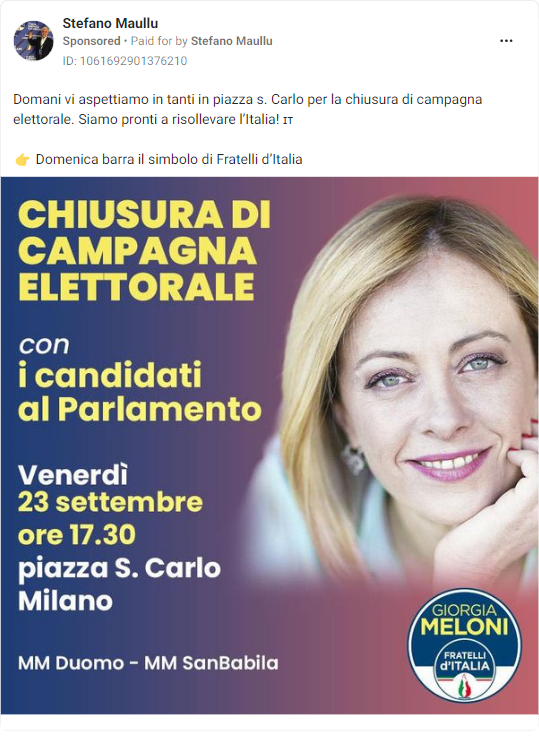 Stefano Maullu
Sponsored • Paid for by Stefano Maullu
ID: 1061692901376210
Domani vi aspettiamo in tanti in piazza s. Carlo per la chiusura di campagna
elettorale. Siamo pronti a risollevare l’Italia! 🇮🇹
👉 Domenica barra il simbolo di Fratelli d’Italia
CHIUSURA DI
CAMPAGNA
ELETTORALE
con
i candidati
al Parlamento
Venerdì
23 settembre
ore 17.30
piazza S. Carlo
Milano
MM Duomo - MM SanBabila
GIORGIA
MELONI
FRATELLI
d'ITALIA